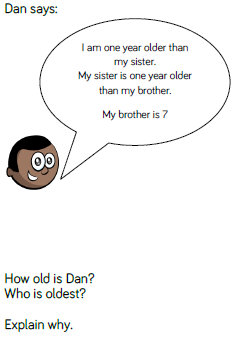 Dan says:
I am one year older than
my sister.
My sister is one year older
than my brother.
My brother is 7
How old is Dan?
Who is oldest?
Explain why.